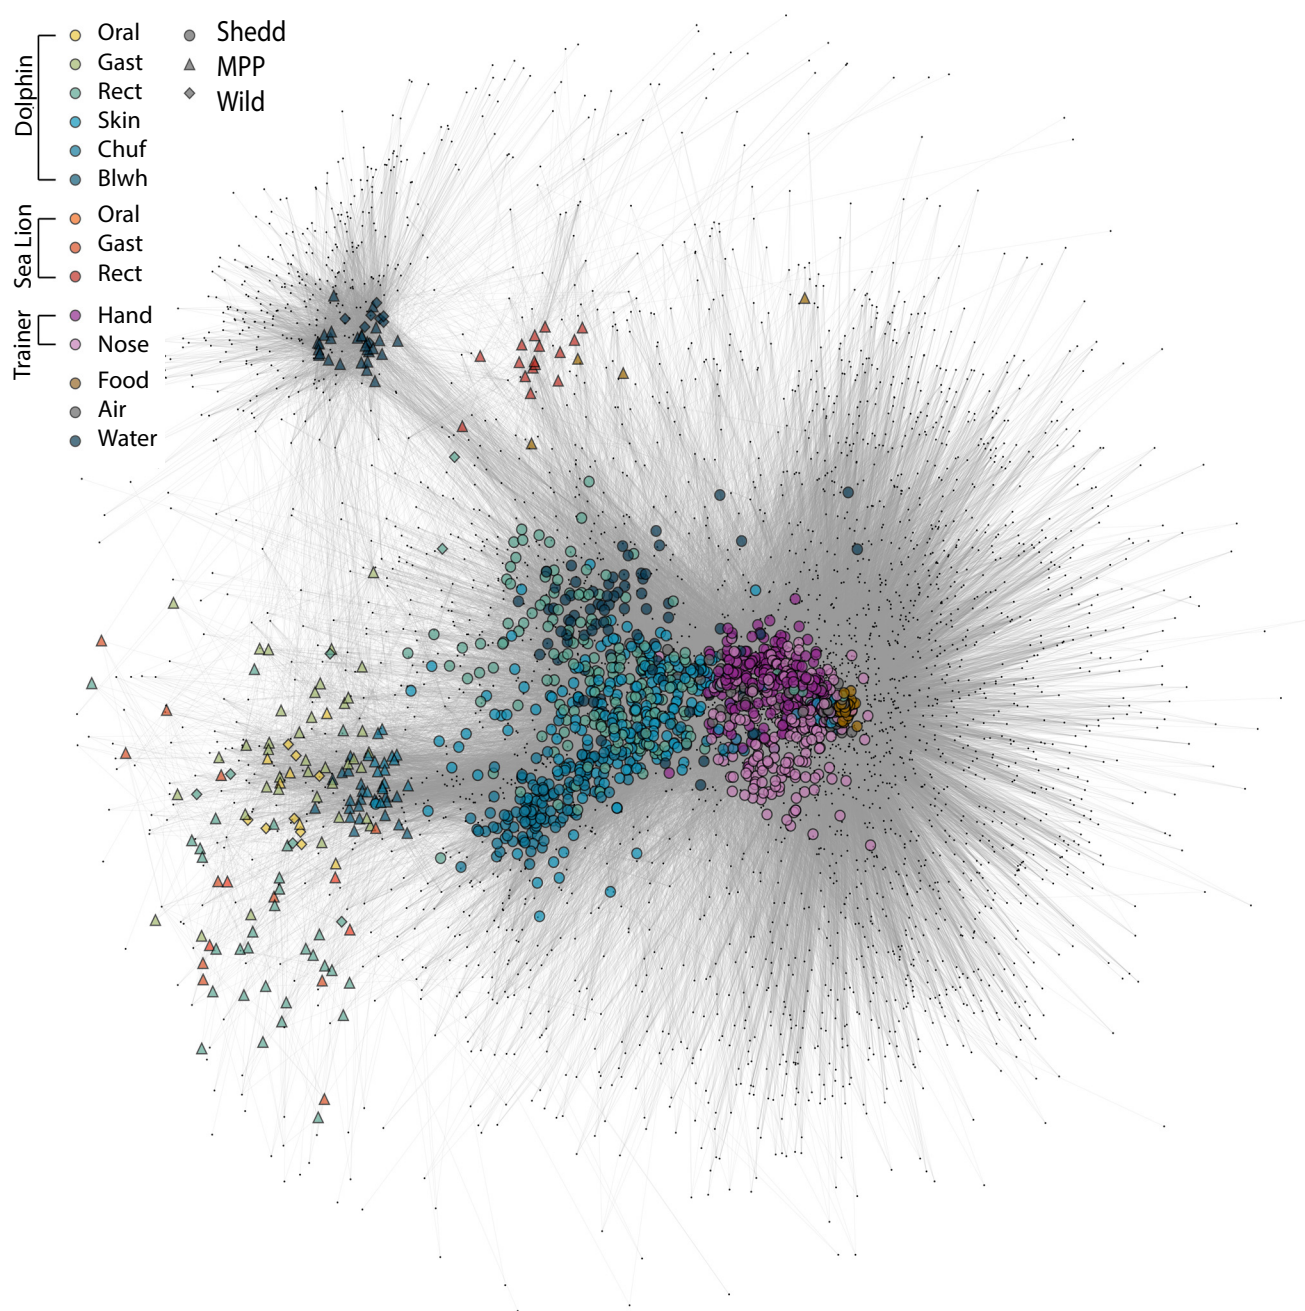 Dolphin
Oral
Gast
Rect
Skin
Chuf
Blwh
Sea Lion
Oral
Gast
Rect
Trainer
Hand
Nose
Food
Air
Water
Shedd
MPP
Wild